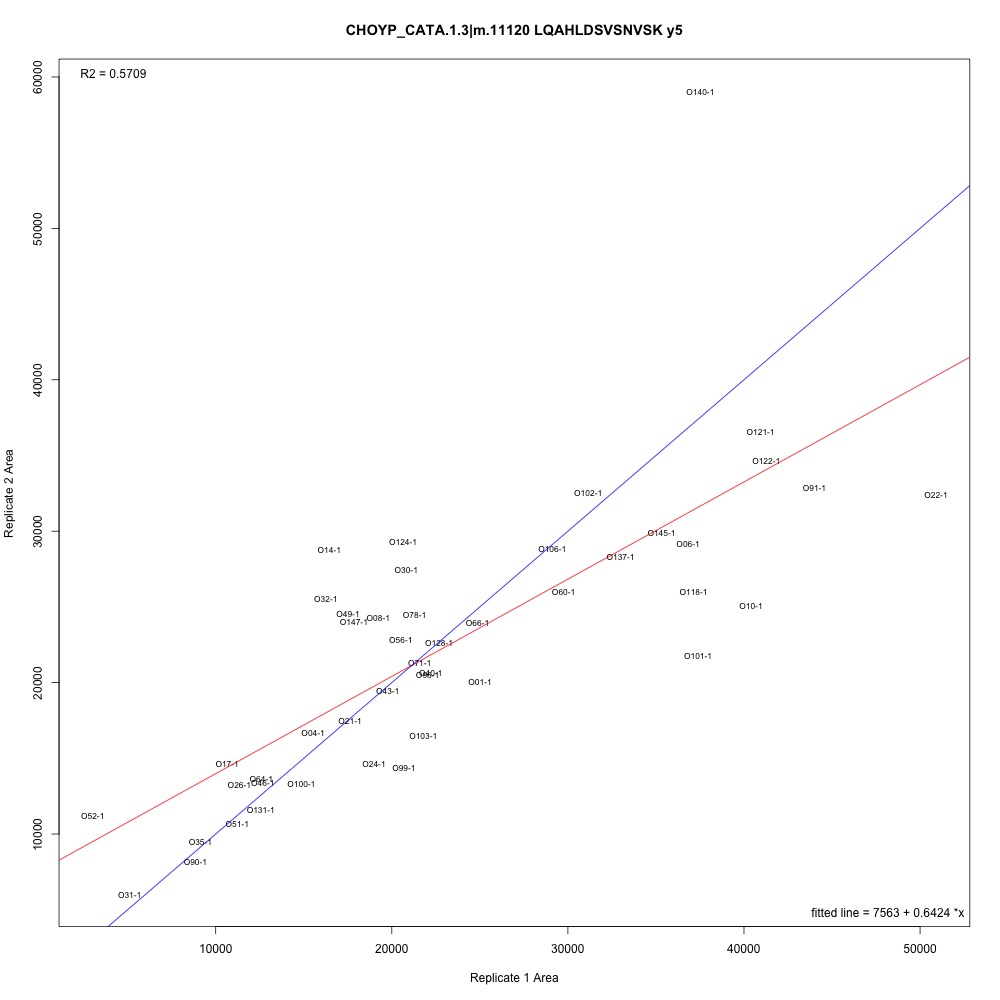 CHOYP_CATA.1.3|m.11120 LQAHLDSVSNVSK y5
R2 = 0.5709
60000
50000
40000
30000
20000
10000
Replicate 2 Area
O140-1
O121-1
O122-1
O91-1
O22-1
O102-1
O145-1
O06-1
O124-1
O14-1
O106-1
O137-1
O30-1
O60-1
O118-1
O32-1
O10-1
O49-1
O78-1
O08-1
O147-1
O66-1
O56-1
O128-1
O101-1
O71-1
O40-1
O01-1
O43-1
O21-1
O04-1
O103-1
O17-1
O24-1
O99-1
O64-1
O46-1
O26-1
O100-1
O131-1
O52-1
O51-1
O35-1
O90-1
O31-1
fitted line = 7563 + 0.6424 *x
10000
20000
30000
40000
50000
Replicate 1 Area